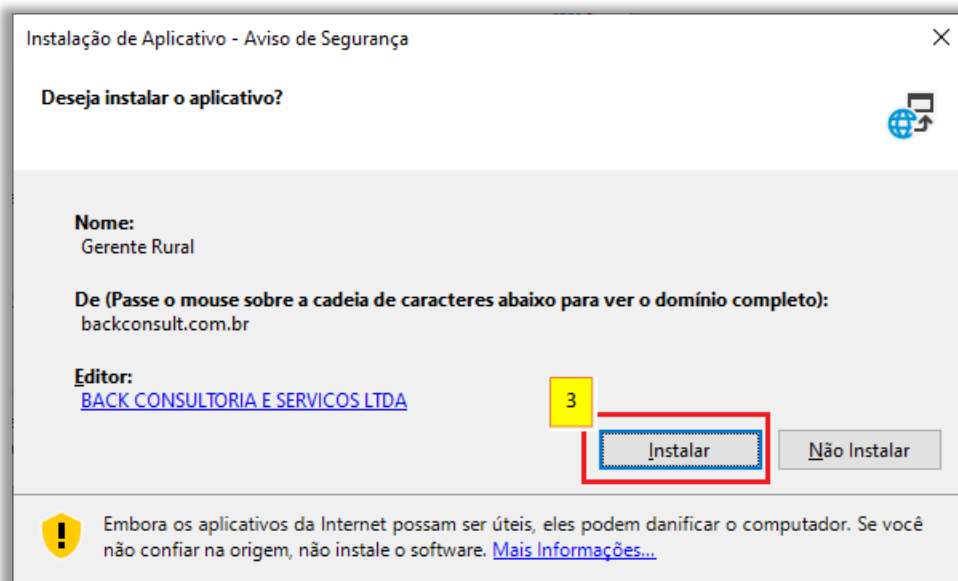 Instalação de Aplicativo - Aviso de Segurança
Deseja instalar o aplicativo?
Nome:
Gerente Rural
De (Passe o mouse sobre a cadeia de caracteres abaixo para ver o domínio completo):
backconsult.com.br
Editor:
BACK CONSULTORIA E SERVICOS LTDA
3
Instalar
Não Instalar
Embora os aplicativos da Internet possam ser úteis, eles podem danificar o computador. Se você
não confiar na origem, não instale o software. Mais Informações...